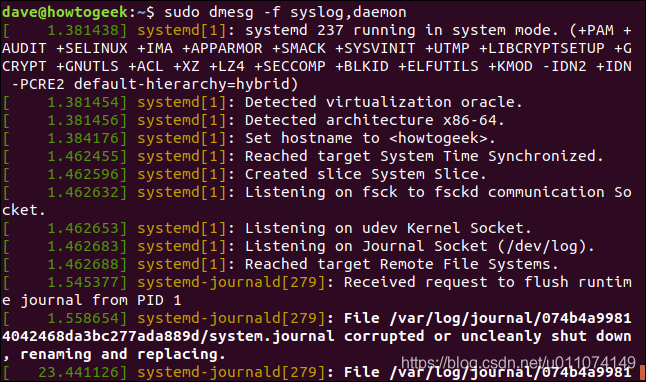 dave@howtogeek:~$ sudo dmesg -f syslog,daemon
[    1.381438] systemd[1]: systemd 237 running in system mode. (+PAM +
AUDIT +SELINUX +IMA +APPARMOR +SMACK +SYSVINIT +UTMP +LIBCRYPTSETUP +G
CRYPT +GNUTLS +ACL +XZ +LZ4 +SECCOMP +BLKID +ELFUTILS +KMOD -IDN2 +IDN
 -PCRE2 default-hierarchy=hybrid)
[    1.381454] systemd[1]: Detected virtualization oracle.
[    1.381456] systemd[1]: Detected architecture x86-64.
[    1.384176] systemd[1]: Set hostname to <howtogeek>.
[    1.462455] systemd[1]: Reached target System Time Synchronized.
[    1.462596] systemd[1]: Created slice System Slice.
[    1.462632] systemd[1]: Listening on fsck to fsckd communication So
cket.
[    1.462653] systemd[1]: Listening on udev Kernel Socket.
[    1.462683] systemd[1]: Listening on Journal Socket (/dev/log).
[    1.462688] systemd[1]: Reached target Remote File Systems.
[    1.545377] systemd-journald[279]: Received request to flush runtim
e journal from PID 1
[    1.558654] systemd-journald[279]: File /var/log/journal/074b4a9981
4042468da3bc277ada889d/system.journal corrupted or uncleanly shut down
, renaming and replacing.
[   23.441126] systemd-journald[279]: File /var/log/journal/074b4a9981
https://blog.csdn.net/u011074149